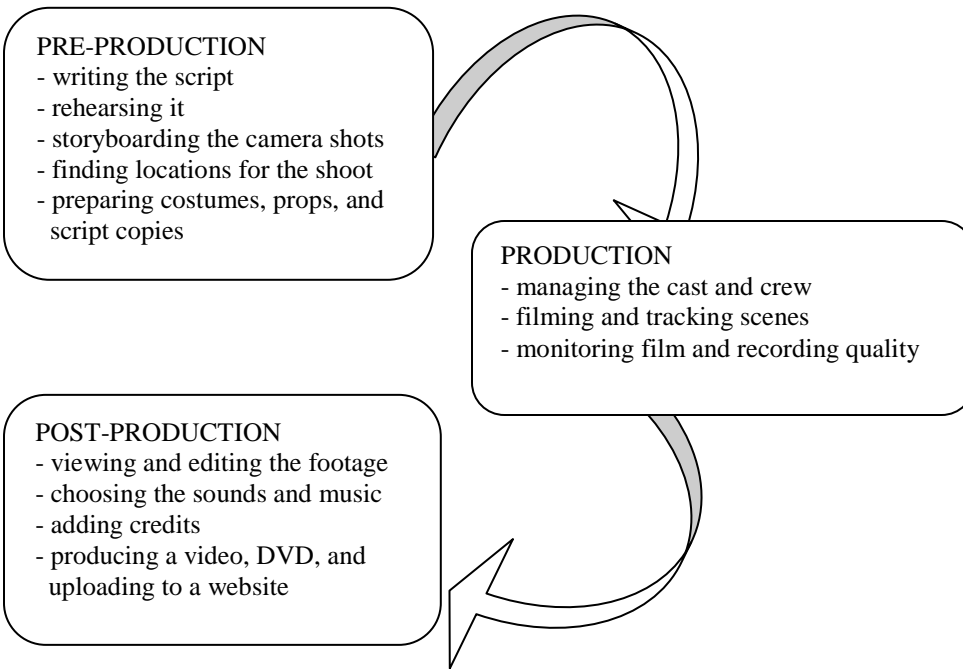 PRE-PRODUCTION
- writing the script
- rehearsing it
- storyboarding the camera shots
- finding locations for the shoot
- preparing costumes, props, and
script copies
PRODUCTION
- managing the cast and crew
- filming and tracking scenes
- monitoring film and recording quality
POST-PRODUCTION
- viewing and editing the footage
- choosing the sounds and music
- adding credits
- producing a video, DVD, and
uploading to a website